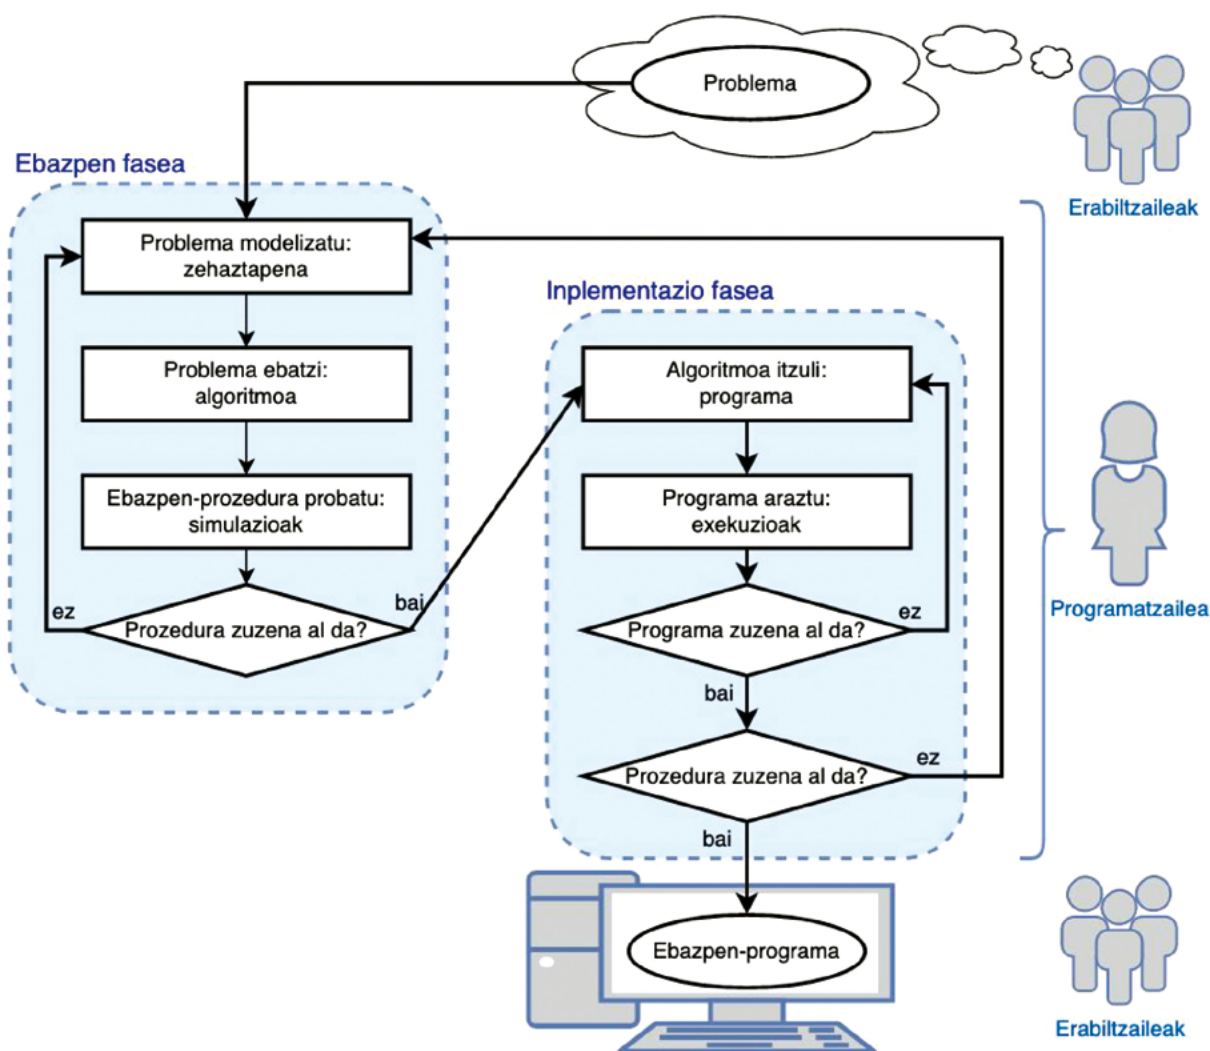 Problema
Erabiltzaileak
Ebazpen fasea
Problema modelizatu:
zehaztapena
Problema ebatzi:
algoritmoa
Ebazpen-prozedura probatu:
simulazioak
ez
bai
Prozedura zuzena al da?
Inplementazio fasea
Algoritmoa itzuli:
programa
Programa araztu:
exekuzioak
ez
Programa zuzena al da?
bai
ez
Prozedura zuzena al da?
bai
Programatzailea
Ebazpen-programa
Erabiltzaileak